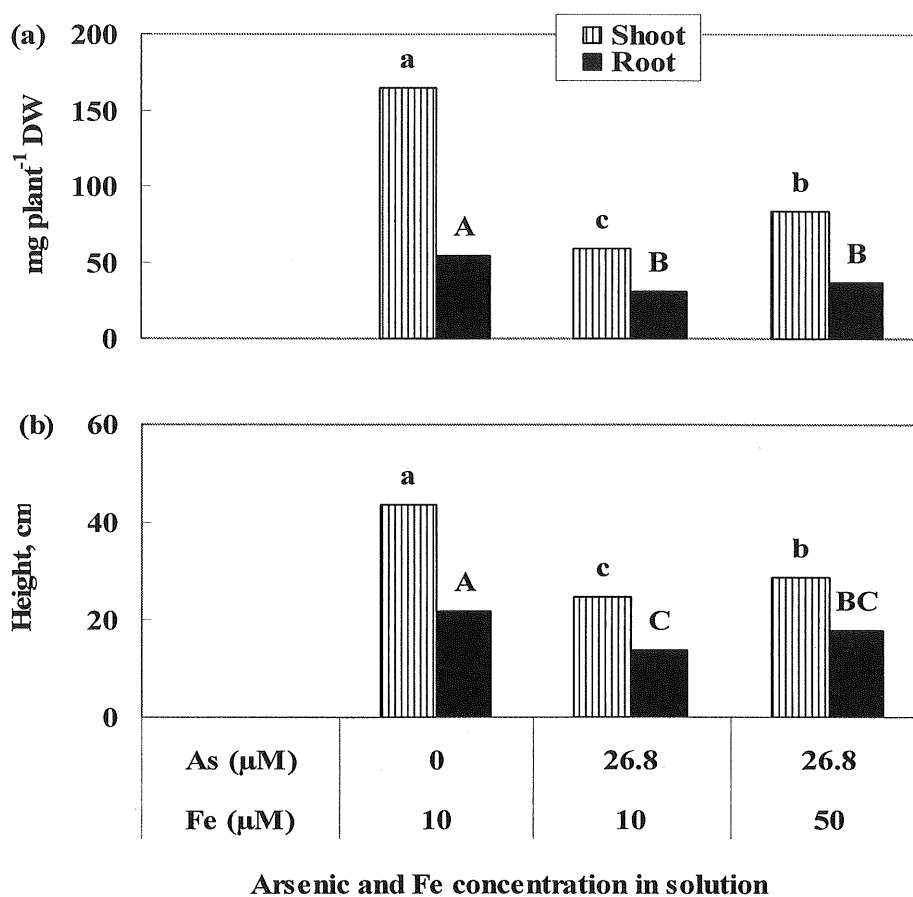 (a)
200
150
100
50
0
mg plant⁻¹ DW
Shoot
Root
a
A
c
B
b
B
(b)
60
40
20
0
Height, cm
a
A
c
C
b
BC
As (μM) 0 26.8 26.8
Fe (μM) 10 10 50
Arsenic and Fe concentration in solution